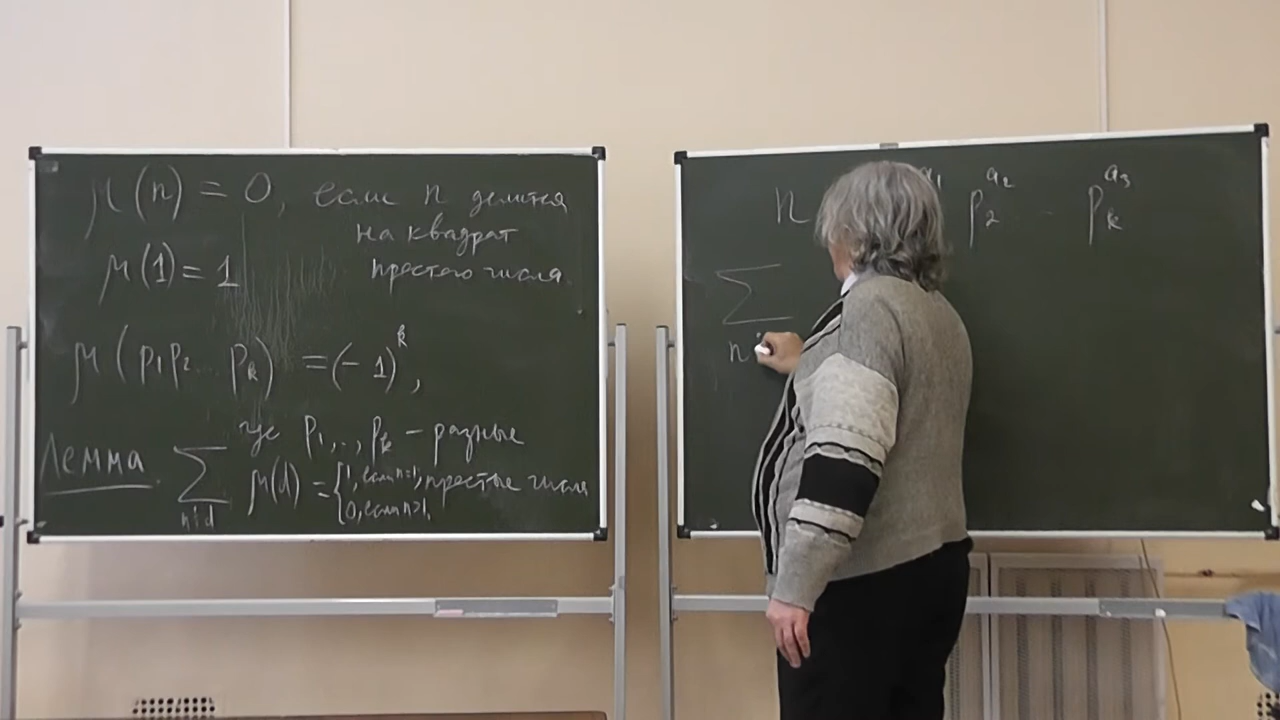 μ(n) = 0, если n делится
на квадрат
μ(1) = 1 простого числа.
μ(p₁p₂...pₖ) = (-1)ᵏ,
где p₁,..,pₖ - разные
Лемма Σ μ(d) = { 1, если n=1; простые числа
n⋮d 0, если n>1.
n p₂^a₂ - pₖ^a₃
Σ
n